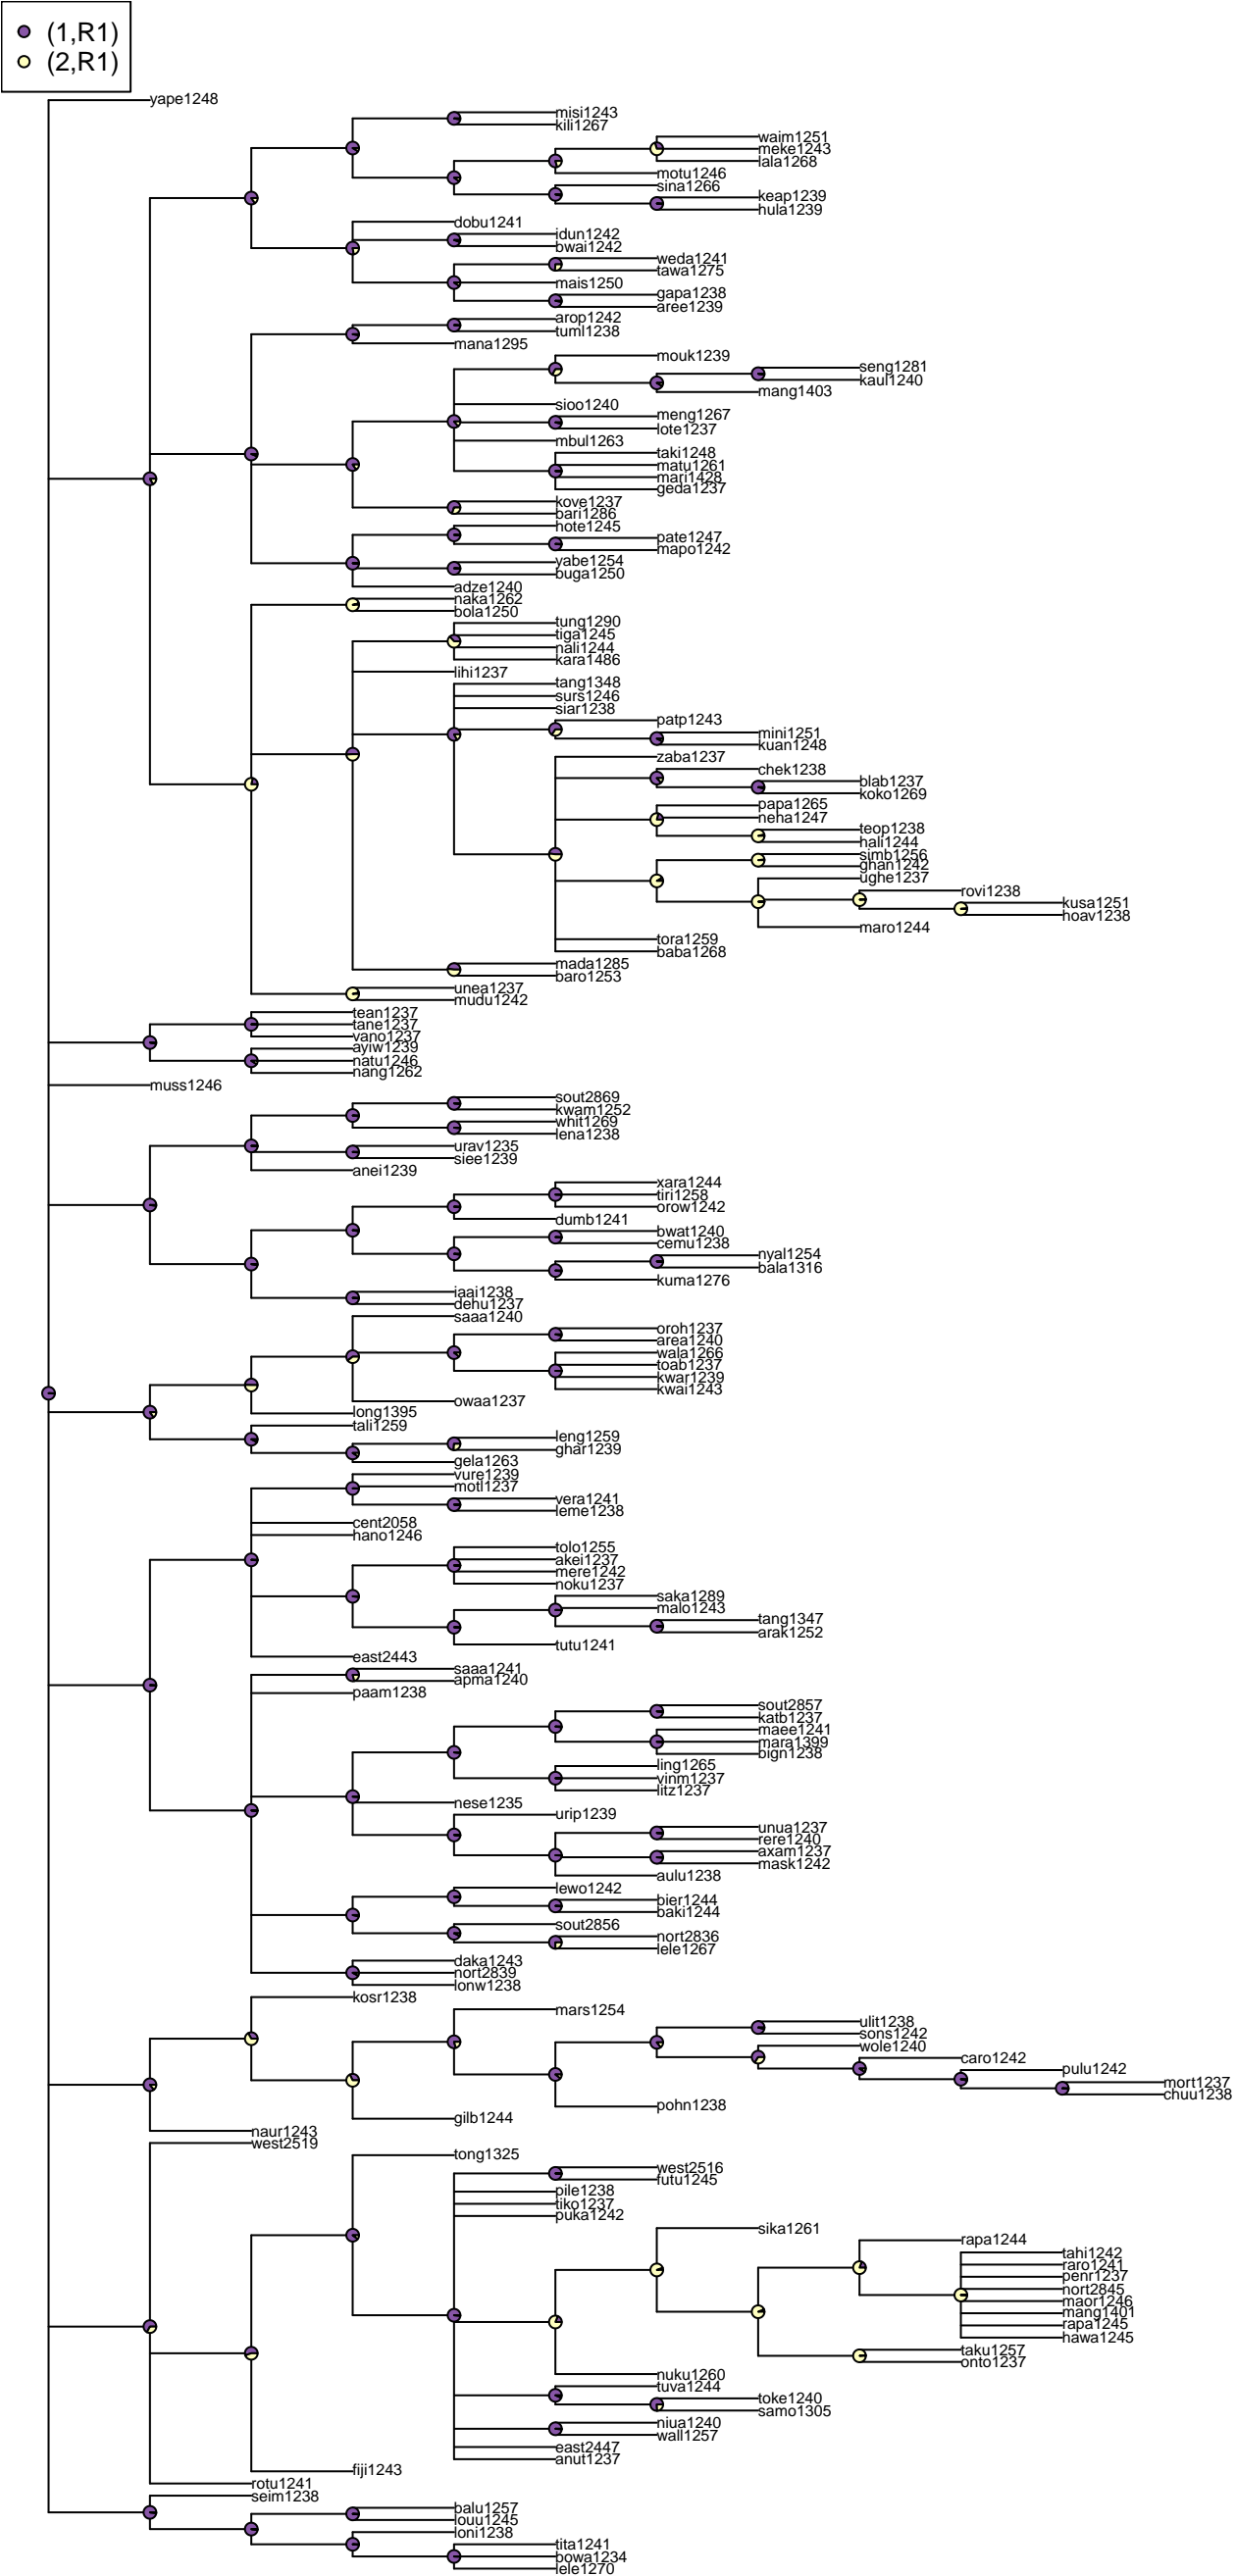 (1,R1)
(2,R1)
yape1248
misi1243
kili1267
waim1251
meke1243
lala1268
motu1246
sina1266
keap1239
hula1239
dobu1241
idun1242
bwai1242
weda1241
tawa1275
mais1250
gapa1238
aree1239
arop1242
tuml1238
mana1295
mouk1239
seng1281
kaul1240
mang1403
sioo1240
meng1267
lote1237
mbul1263
taki1248
matu1261
mari1428
geda1237
kove1237
bari1286
hote1245
pate1247
mapo1242
yabe1254
buga1250
adze1240
naka1262
bola1250
tung1290
tiga1245
nali1244
kara1486
lihi1237
tang1348
surs1246
siar1238
patp1243
mini1251
kuan1248
zaba1237
chek1238
blab1237
koko1269
papa1265
neha1247
teop1238
hali1244
simb1256
ghan1242
ughe1237
rovi1238
kusa1251
hoav1238
maro1244
tora1259
baba1268
mada1285
baro1253
unea1237
mudu1242
tean1237
tane1237
vano1237
ayiw1239
natu1246
nang1262
muss1246
sout2869
kwam1252
whit1269
lena1238
urav1235
siee1239
anei1239
xara1244
tiri1258
orow1242
dumb1241
bwat1240
cemu1238
nyal1254
bala1316
kuma1276
iaai1238
dehu1237
saaa1240
oroh1237
area1240
wala1266
toab1237
kwar1239
kwai1243
owaa1237
long1395
tali1259
leng1259
ghar1239
gela1263
vure1239
motl1237
vera1241
leme1238
cent2058
hano1246
tolo1255
akei1237
mere1242
noku1237
saka1289
malo1243
tang1347
arak1252
tutu1241
east2443
saaa1241
apma1240
paam1238
sout2857
katb1237
maee1241
mara1399
bign1238
ling1265
vinm1237
litz1237
nese1235
urip1239
unua1237
rere1240
axam1237
mask1242
aulu1238
lewo1242
bier1244
baki1244
sout2856
nort2836
lele1267
daka1243
nort2839
lonw1238
kosr1238
mars1254
ulit1238
sons1242
wole1240
caro1242
pulu1242
mort1237
chuu1238
pohn1238
gilb1244
naur1243
west2519
tong1325
west2516
futu1245
pile1238
tiko1237
puka1242
sika1261
rapa1244
tahi1242
raro1241
penr1237
nort2845
maor1246
mang1401
rapa1245
hawa1245
taku1257
onto1237
nuku1260
tuva1244
toke1240
samo1305
niua1240
wall1257
east2447
anut1237
fiji1243
rotu1241
seim1238
balu1257
louu1245
loni1238
tita1241
bowa1234
lele1270